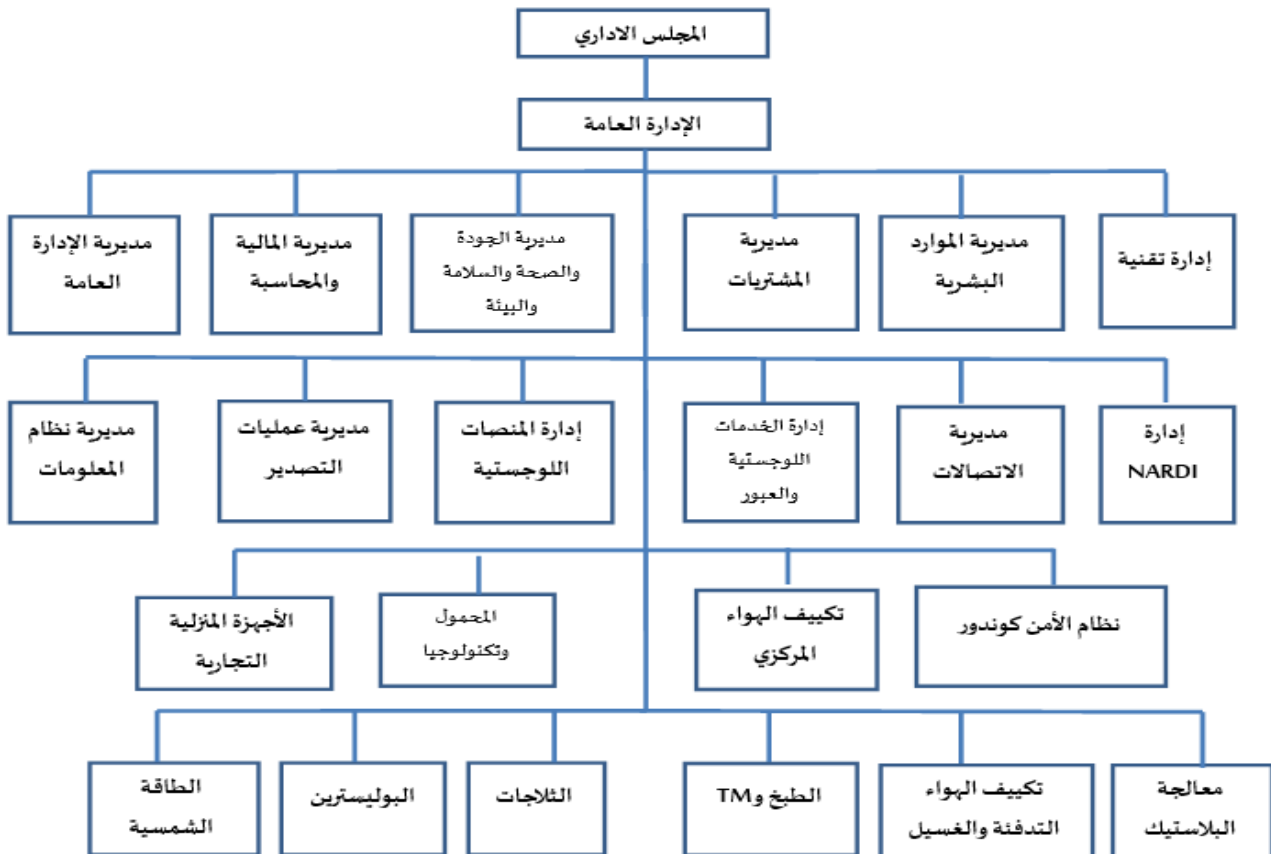 المجلس الاداري
الإدارة العامة
إدارة تقنية
مديرية الموارد
البشرية
مديرية
المشتريات
مديرية الجودة
والصحة والسلامة
والبيئة
مديرية المالية
والمحاسبة
مديرية الإدارة
العامة
إدارة
NARDI
مديرية
الاتصالات
إدارة الخدمات
اللوجستية
والعبور
إدارة المنصات
اللوجستية
مديرية عمليات
التصدير
مديرية نظام
المعلومات
نظام الأمن كوندور
تكييف الهواء
المركزي
المحمول
وتكنولوجيا
الأجهزة المنزلية
التجارية
معالجة
البلاستيك
تكييف الهواء
التدفئة والغسيل
الطبخ وTM
الثلاجات
البوليسترين
الطاقة
الشمسية